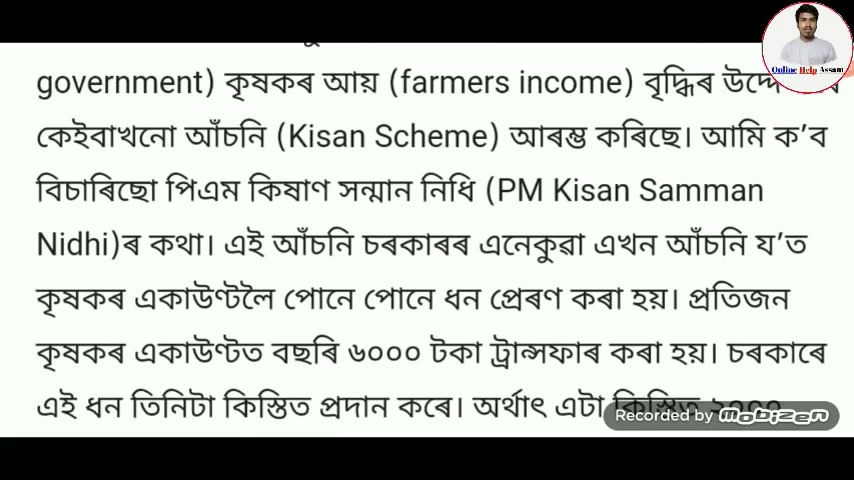 government) কৃষকৰ আয় (farmers income) বৃদ্ধিৰ
Online Help Assam
কেইবাখনো আঁচনি (Kisan Scheme) আৰম্ভ কৰিছে। আমি ক’ব
বিচাৰিছো পিএম কিষাণ সন্মান নিধি (PM Kisan Samman
Nidhi)ৰ কথা। এই আঁচনি চৰকাৰৰ এনেকুৱা এখন আঁচনি য’ত
কৃষকৰ একাউণ্টলৈ পোনে পোনে ধন প্ৰেৰণ কৰা হয়। প্ৰতিজন
কৃষকৰ একাউণ্টত বছৰি ৬০০০ টকা ট্ৰান্সফাৰ কৰা হয়। চৰকাৰে
এই ধন তিনিটা কিস্তিত প্ৰদান কৰে। অৰ্থাৎ এটা কিস্তিত
Recorded by mobizen